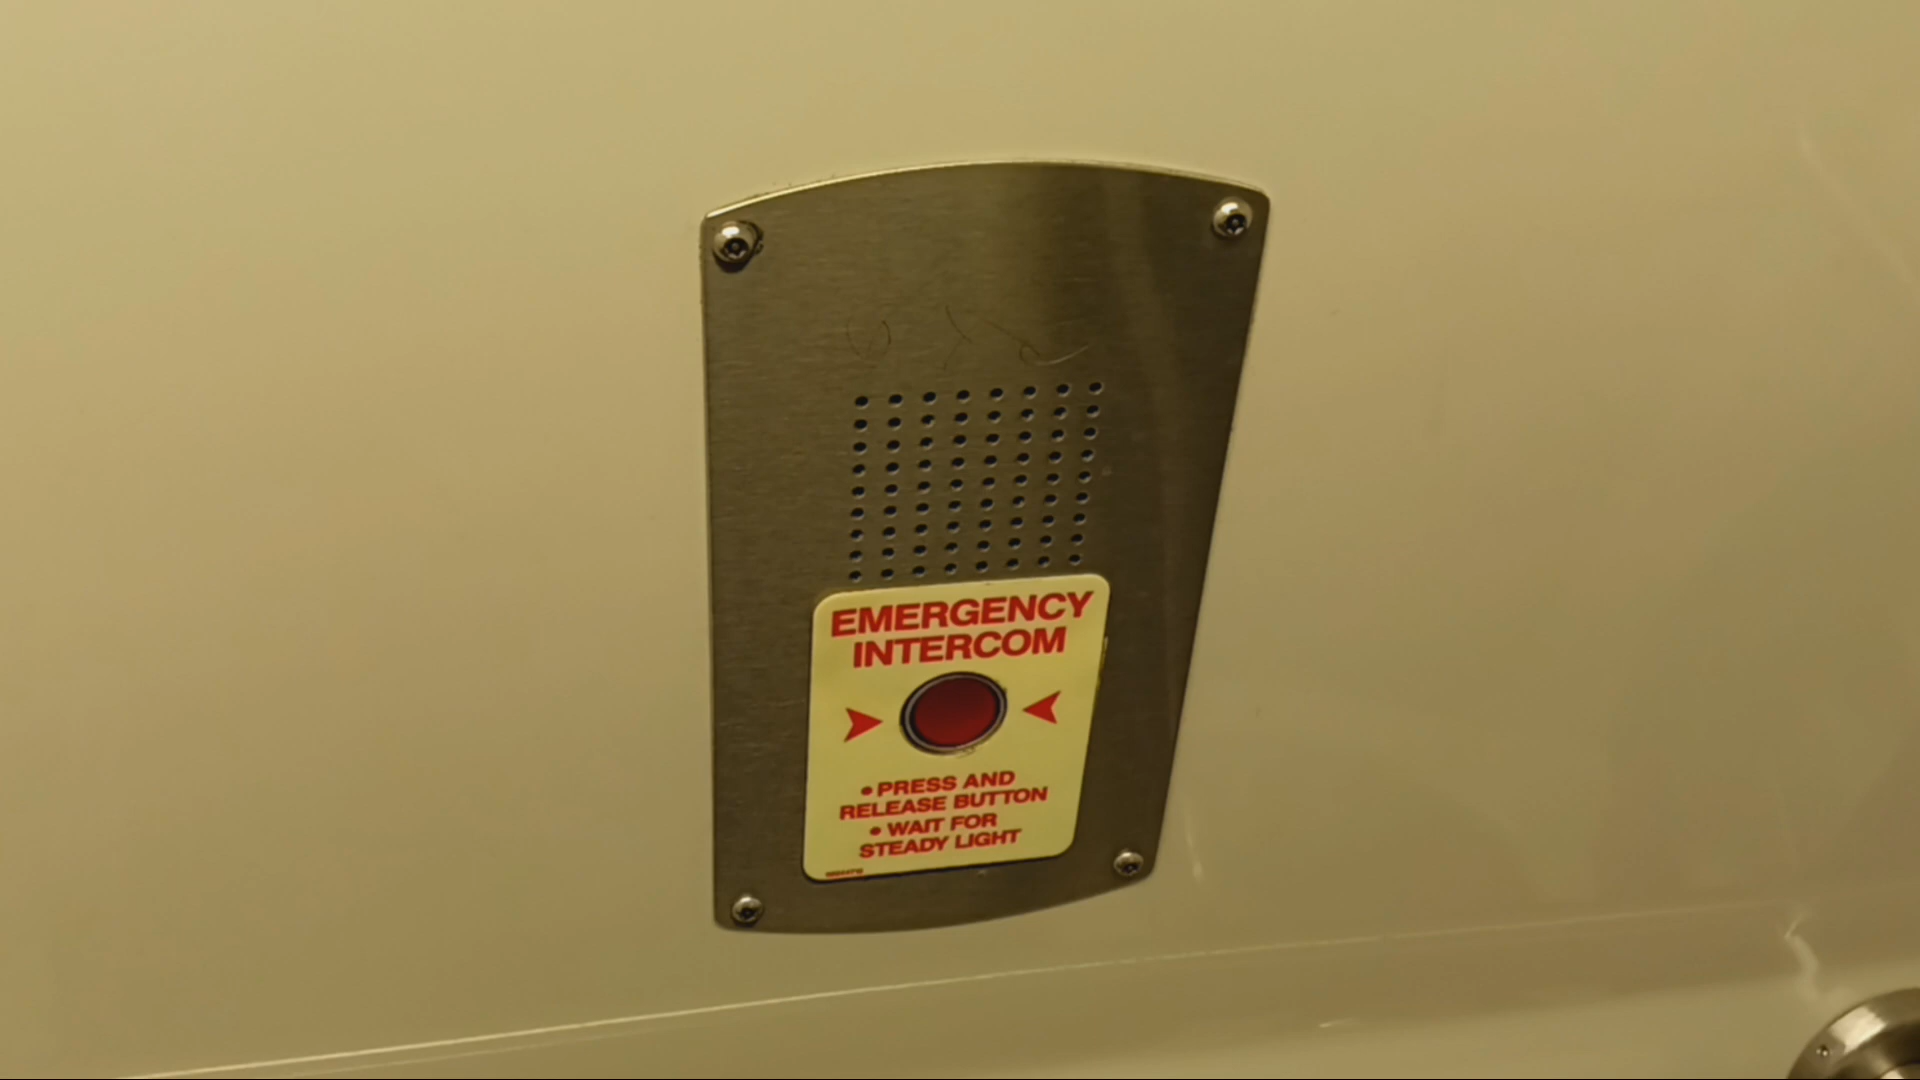 EMERGENCY
INTERCOM
• PRESS AND
RELEASE BUTTON
• WAIT FOR
STEADY LIGHT